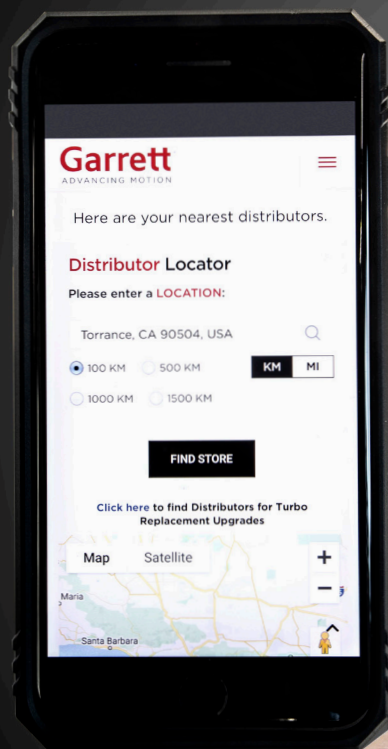 Garrett
ADVANCING MOTION
Here are your nearest distributors.
Distributor Locator
Please enter a LOCATION:
Torrance, CA 90504, USA
100 KM 500 KM KM MI
1000 KM 1500 KM
FIND STORE
Click here to find Distributors for Turbo
Replacement Upgrades
Map Satellite
Maria
Santa Barbara